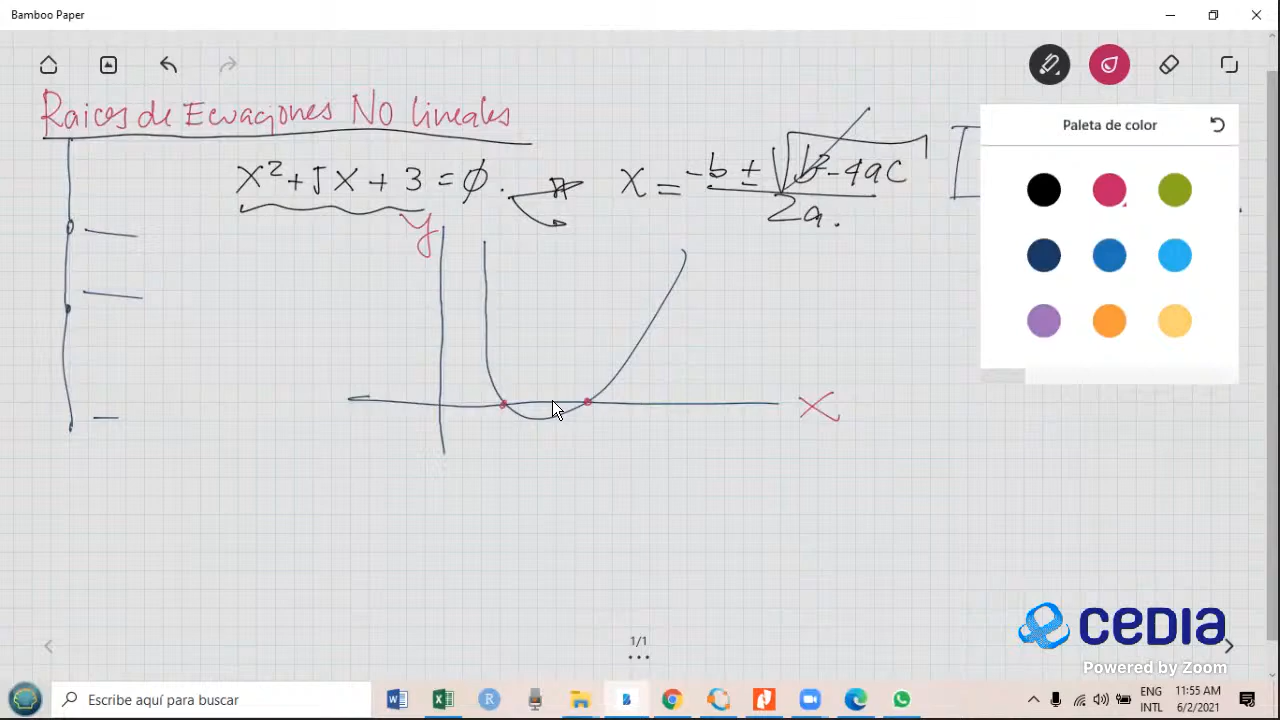 Bamboo Paper
Raices de Ecuaciones NO lineales
Paleta de color
x²+5x+3=0.
x = -b ± √b²-4ac
2a.
y
x
1/1
cedia
Powered by Zoom
Escribe aquí para buscar
ENG
INTL
11:55 AM
6/2/2021